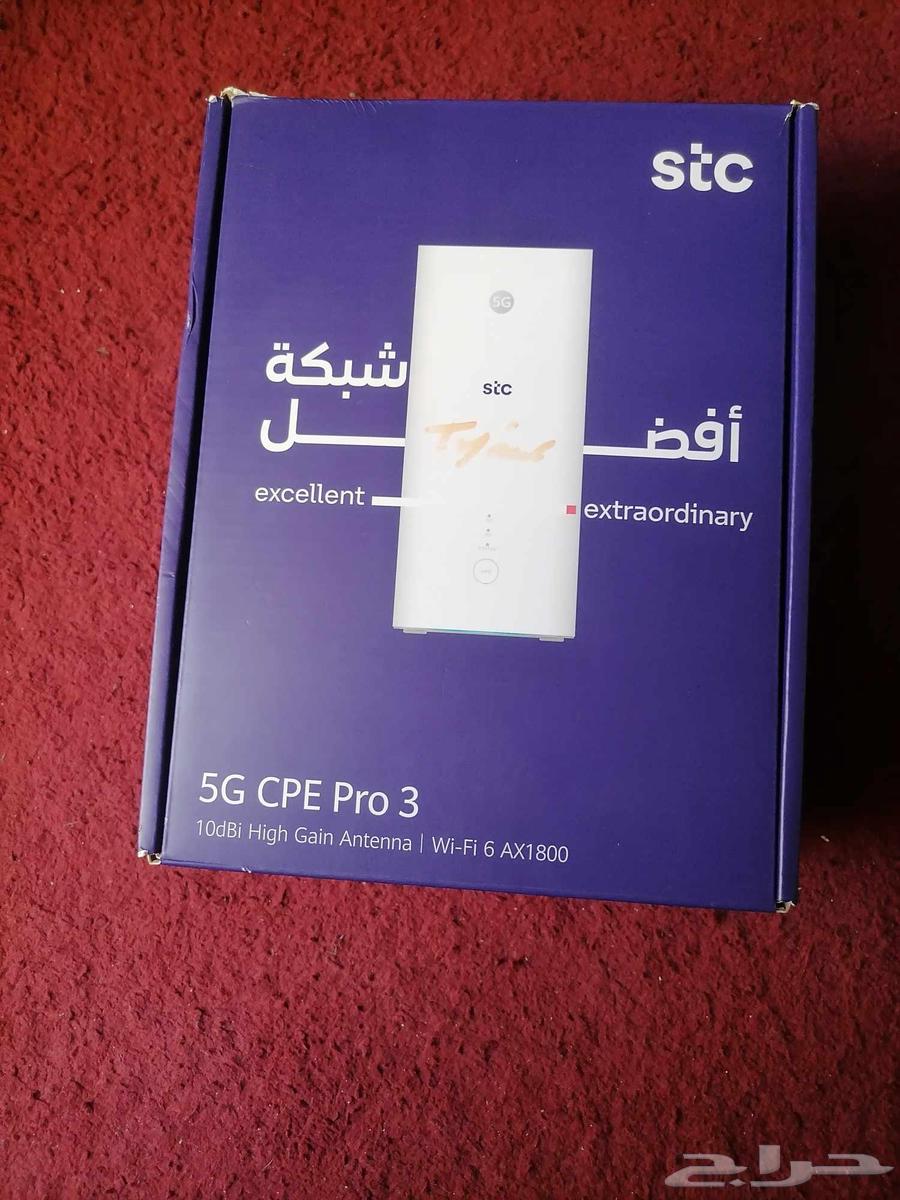 stc
5G
stc
شبكة
أفضل
excellent
extraordinary
5G CPE Pro 3
10dBi High Gain Antenna | Wi-Fi 6 AX1800
حراج